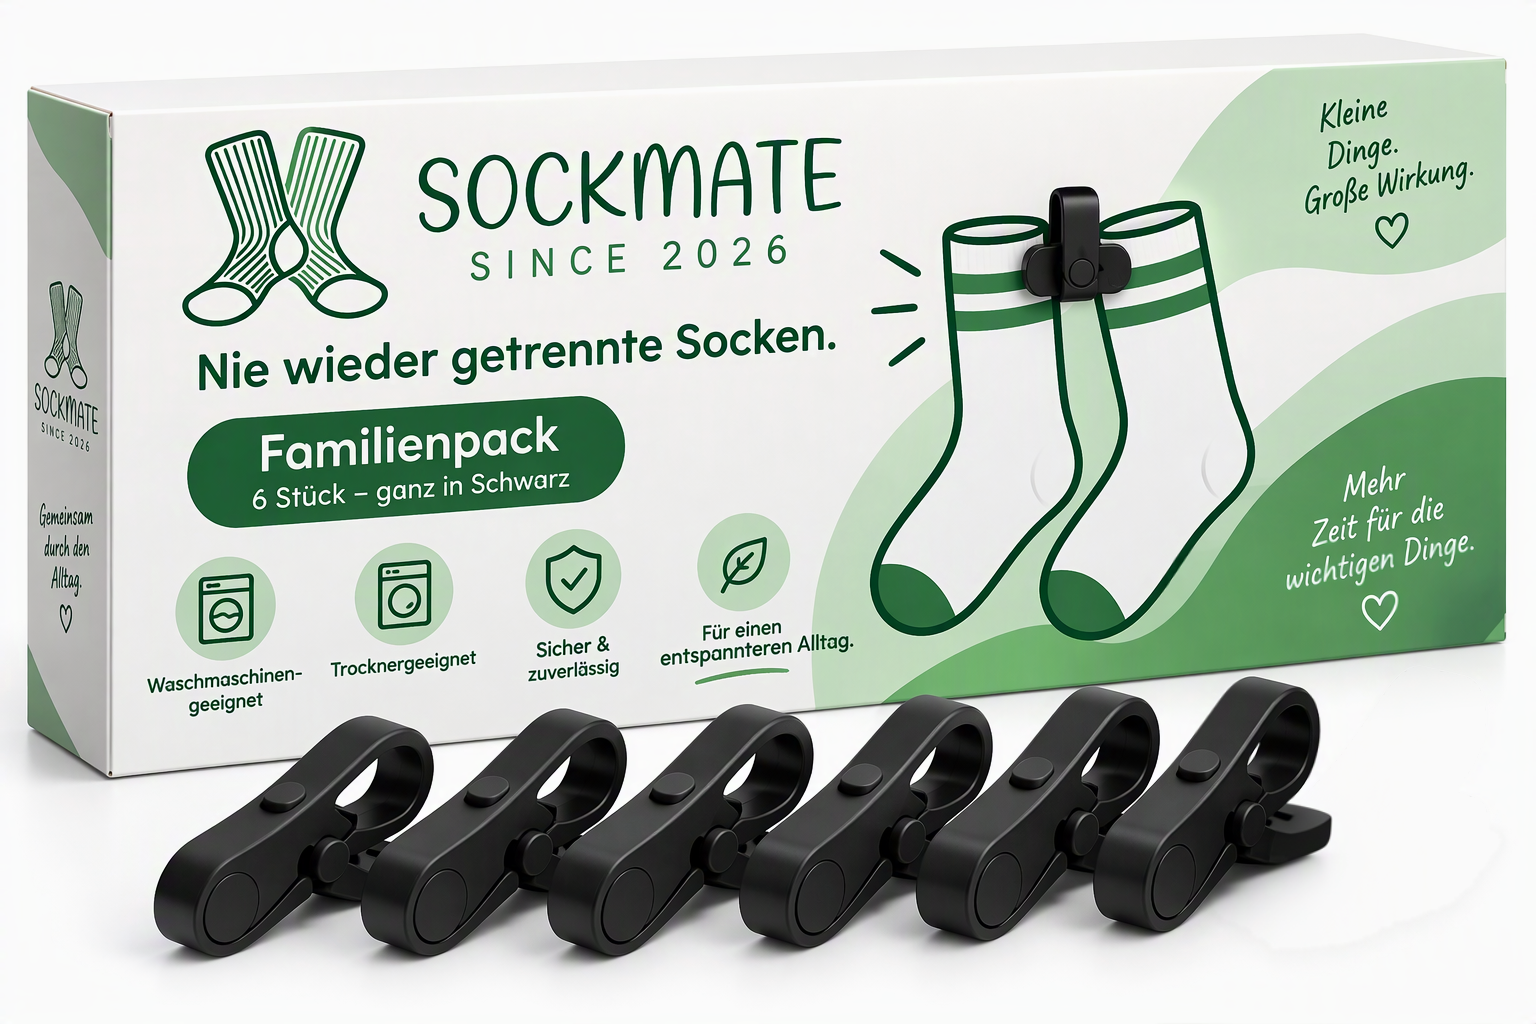 SOCKMATE
SINCE 2026
Nie wieder getrennte Socken.
Familienpack
6 Stück – ganz in Schwarz
Waschmaschinen-
geeignet
Trocknergeeignet
Sicher &
zuverlässig
Für einen
entspannteren Alltag.
Kleine
Dinge.
Große Wirkung.
Mehr
Zeit für die
wichtigen Dinge.
SOCKMATE
SINCE 2026
Gemeinsam
durch den
Alltag.